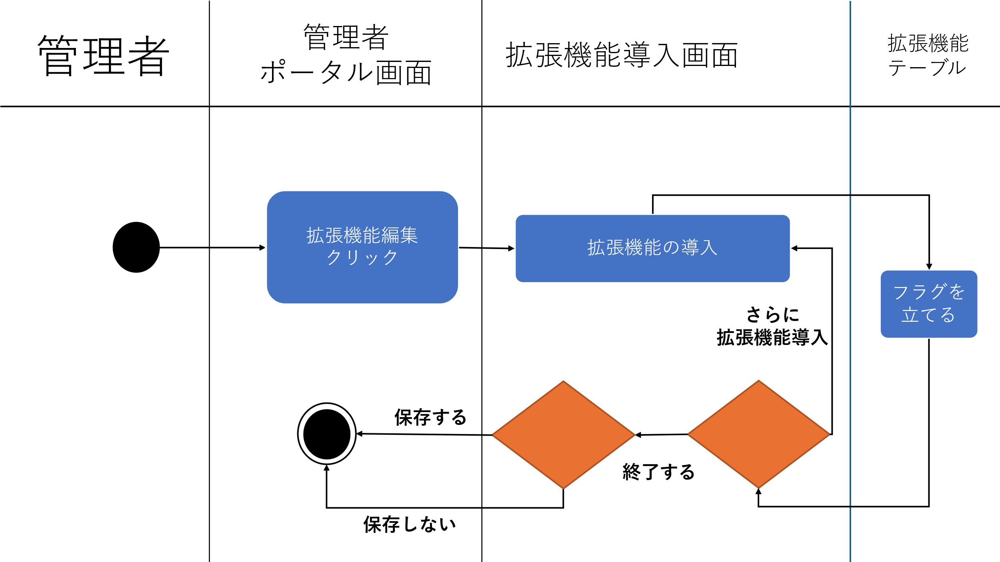 管理者
管理者
ポータル画面
拡張機能導入画面
拡張機能
テーブル
拡張機能編集
クリック
拡張機能の導入
フラグを
立てる
さらに
拡張機能導入
保存する
終了する
保存しない